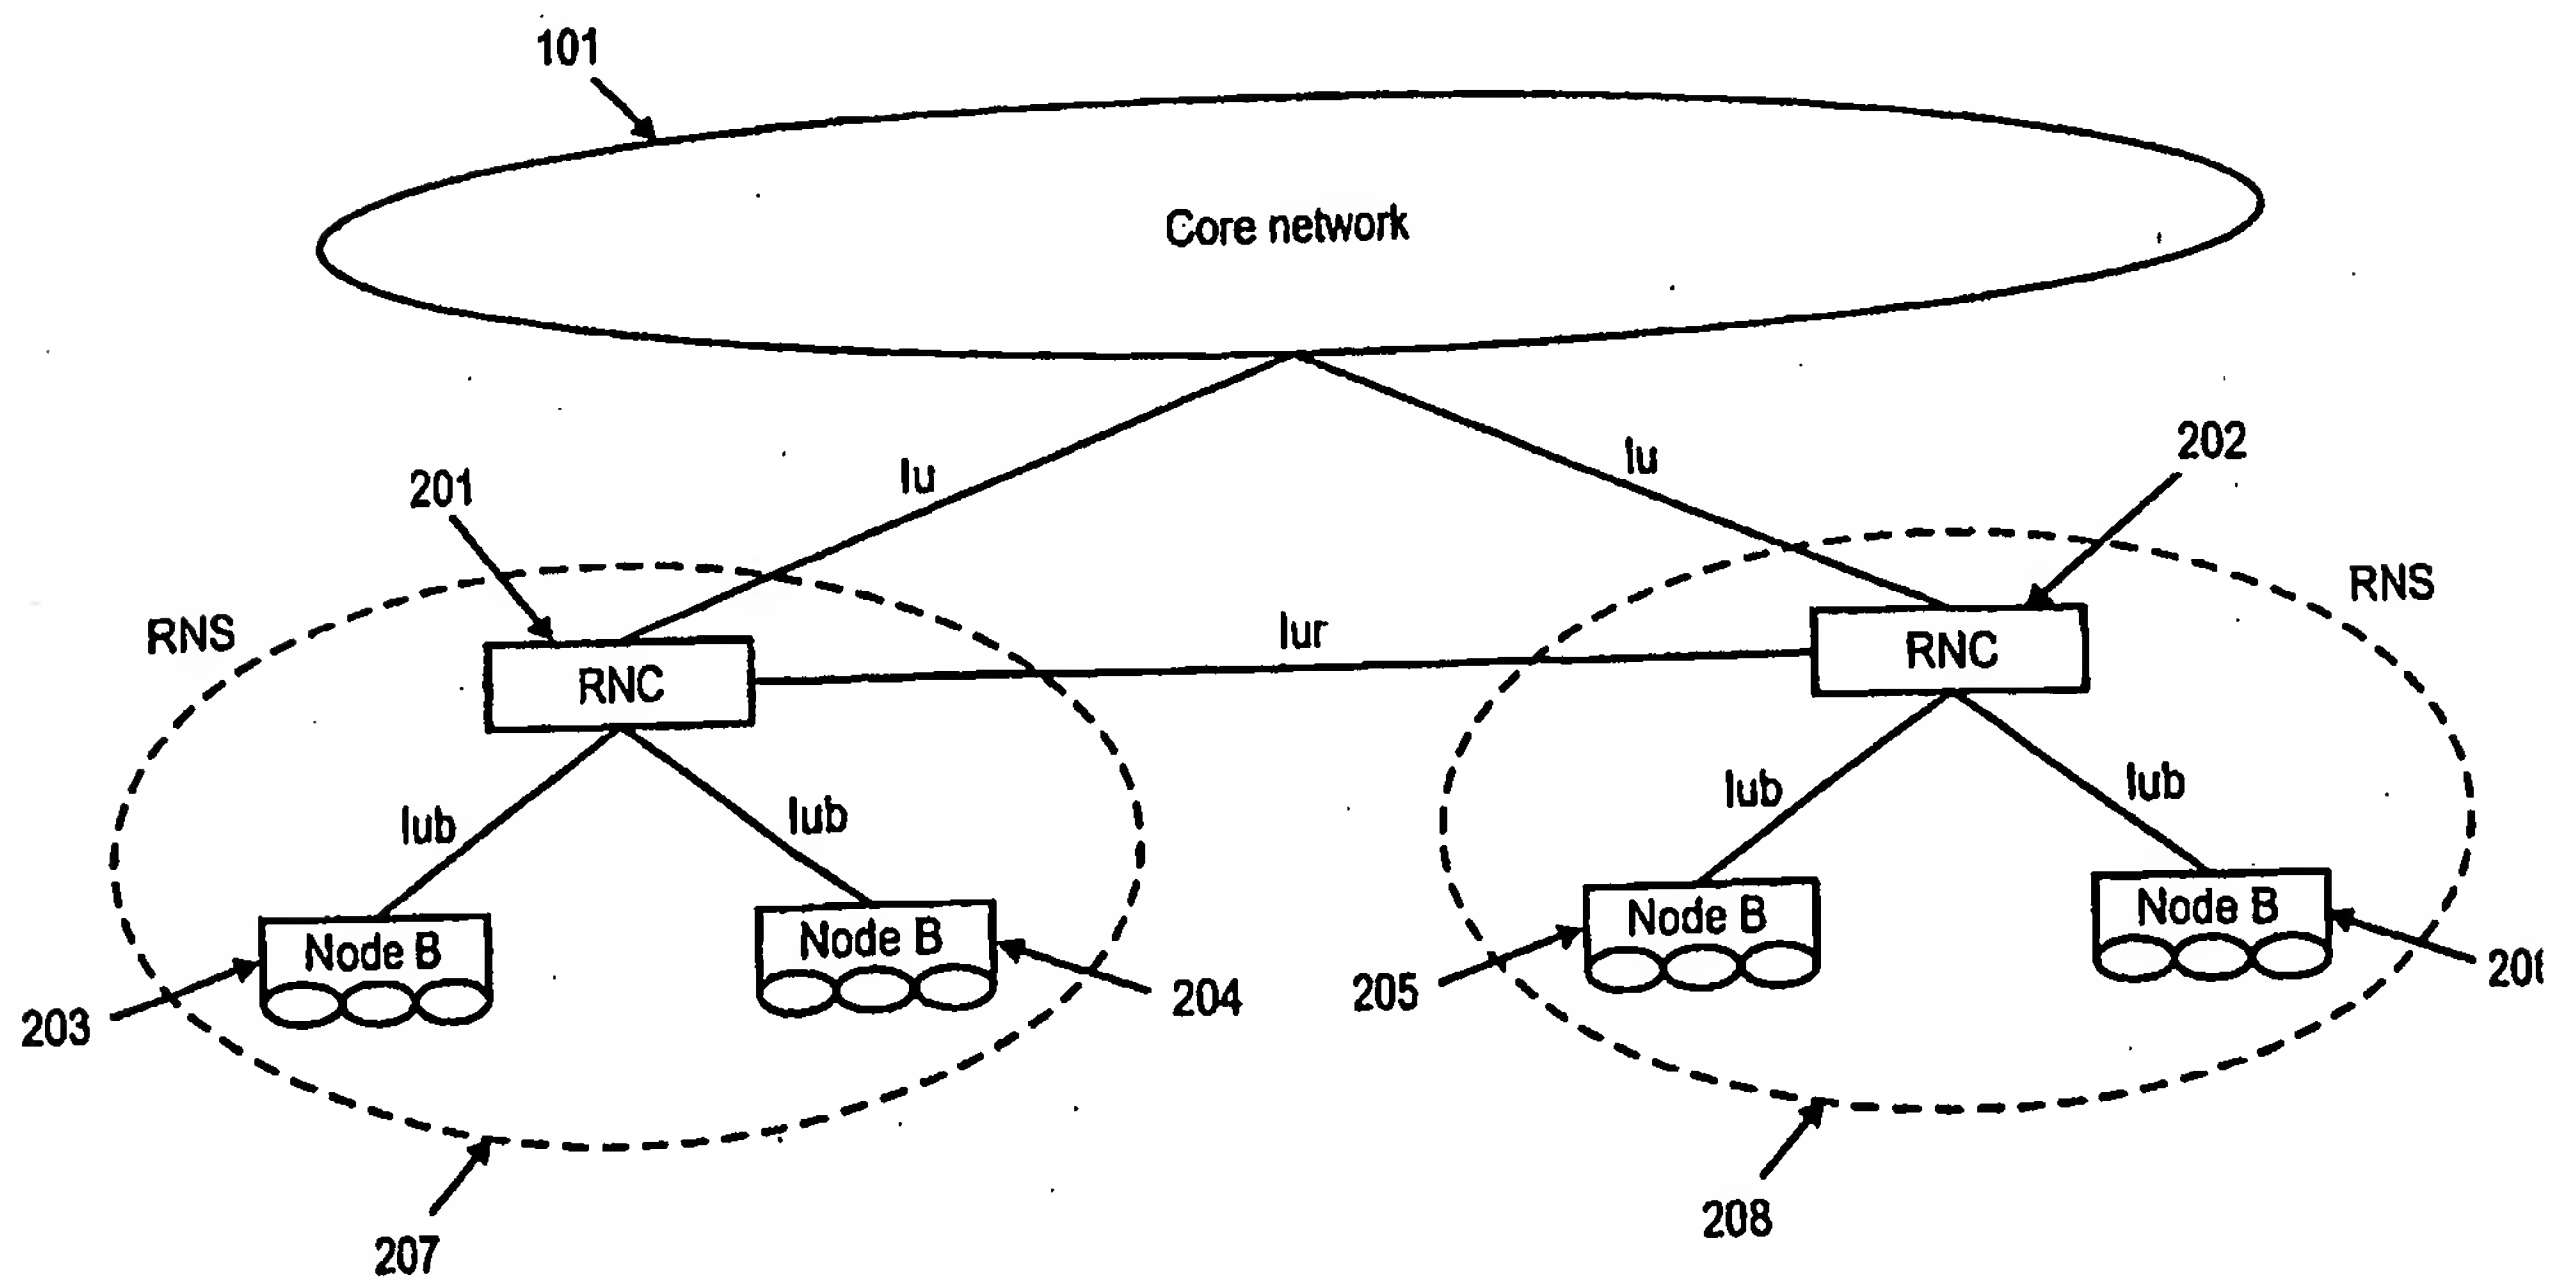 101
Core network
Iu
Iu
202
201
RNS
RNS
Iur
RNC
RNC
Iub
Iub
Iub
Iub
Node B
Node B
Node B
Node B
203
204
205
207
208